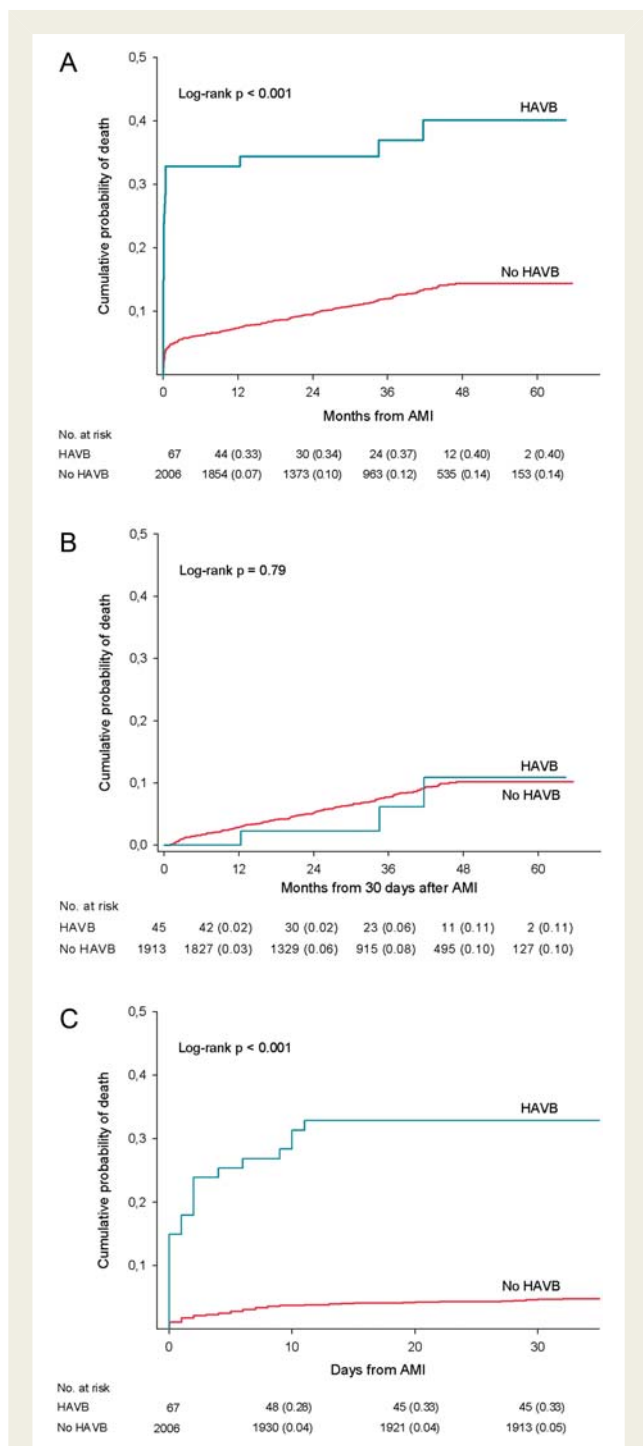 A
0,5
Log-rank p < 0.001
HAVB
0,4
0,3
Cumulative probability of death
0,2
No HAVB
0,1
0 12 24 36 48 60
Months from AMI
No. at risk
HAVB 67 44 (0.33) 30 (0.34) 24 (0.37) 12 (0.40) 2 (0.40)
No HAVB 2006 1854 (0.07) 1373 (0.10) 963 (0.12) 535 (0.14) 153 (0.14)
B
0,5
Log-rank p = 0.79
0,4
0,3
Cumulative probability of death
0,2
HAVB
0,1
No HAVB
0,0
0 12 24 36 48 60
Months from 30 days after AMI
No. at risk
HAVB 45 42 (0.02) 30 (0.02) 23 (0.06) 11 (0.11) 2 (0.11)
No HAVB 1913 1827 (0.03) 1329 (0.06) 915 (0.08) 495 (0.10) 127 (0.10)
C
0,5
Log-rank p < 0.001
0,4
HAVB
0,3
Cumulative probability of death
0,2
0,1
No HAVB
0 10 20 30
Days from AMI
No. at risk
HAVB 67 48 (0.28) 45 (0.33) 45 (0.33)
No HAVB 2006 1930 (0.04) 1921 (0.04) 1913 (0.05)